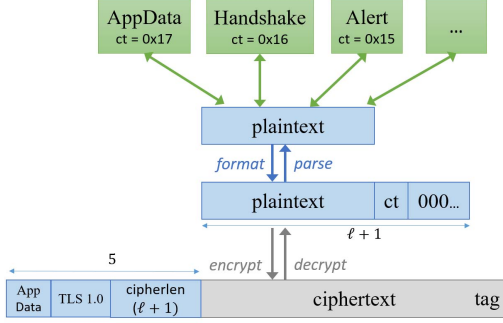 AppData
ct = 0x17
Handshake
ct = 0x16
Alert
ct = 0x15
...
plaintext
format
parse
plaintext
ct
000...
ℓ + 1
5
encrypt
decrypt
App
Data
TLS 1.0
cipherlen
(ℓ + 1)
ciphertext
tag